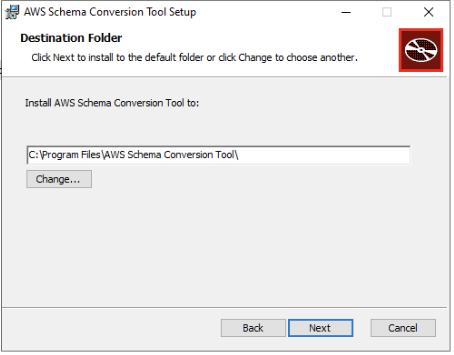 AWS Schema Conversion Tool Setup
Destination Folder
Click Next to install to the default folder or click Change to choose another.
Install AWS Schema Conversion Tool to:
C:\Program Files\AWS Schema Conversion Tool\
Change...
Back
Next
Cancel